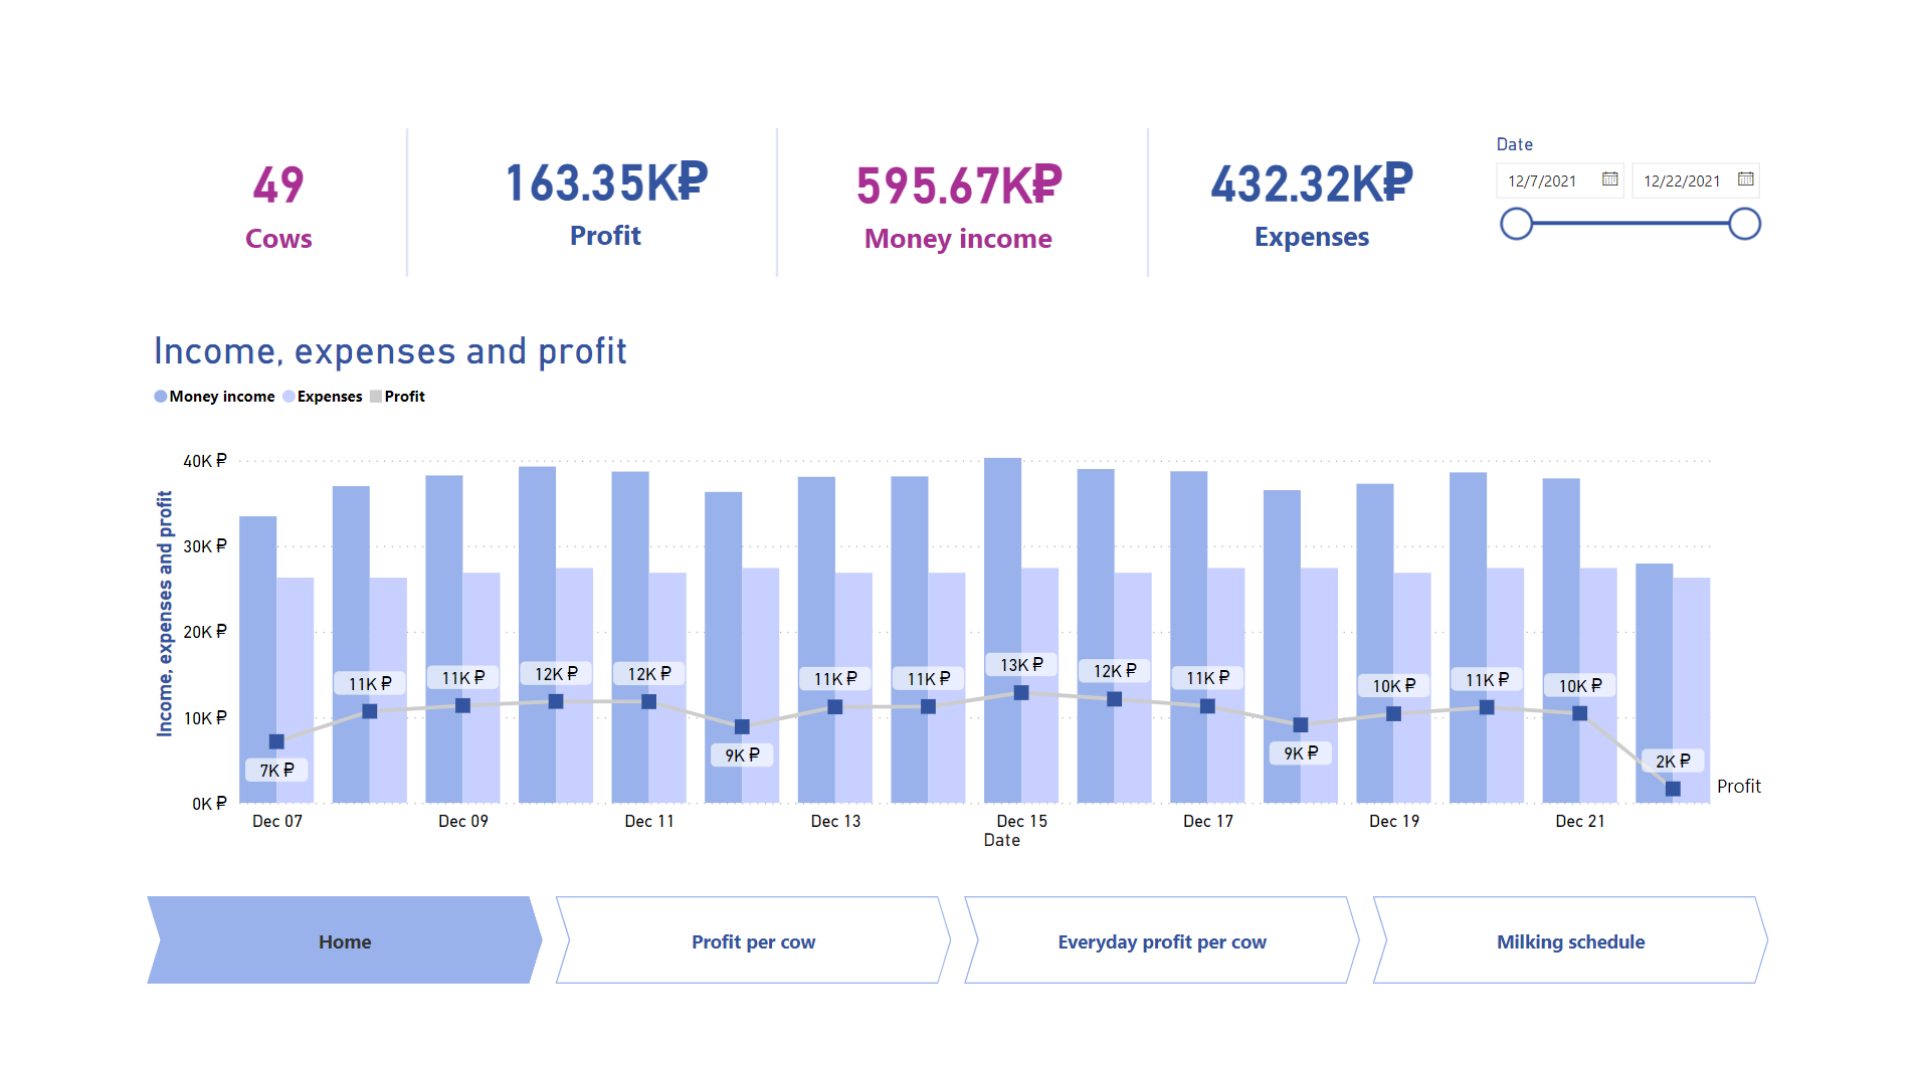 49
Cows
163.35K₽
Profit
595.67K₽
Money income
432.32K₽
Expenses
Date
12/7/2021
12/22/2021
Income, expenses and profit
Money income Expenses Profit
Income, expenses and profit
40K ₽
30K ₽
20K ₽
10K ₽
0K ₽
7K ₽
11K ₽
11K ₽
12K ₽
12K ₽
9K ₽
11K ₽
11K ₽
13K ₽
12K ₽
11K ₽
9K ₽
10K ₽
11K ₽
10K ₽
2K ₽
Profit
Dec 07 Dec 09 Dec 11 Dec 13 Dec 15 Dec 17 Dec 19 Dec 21
Date
Home
Profit per cow
Everyday profit per cow
Milking schedule